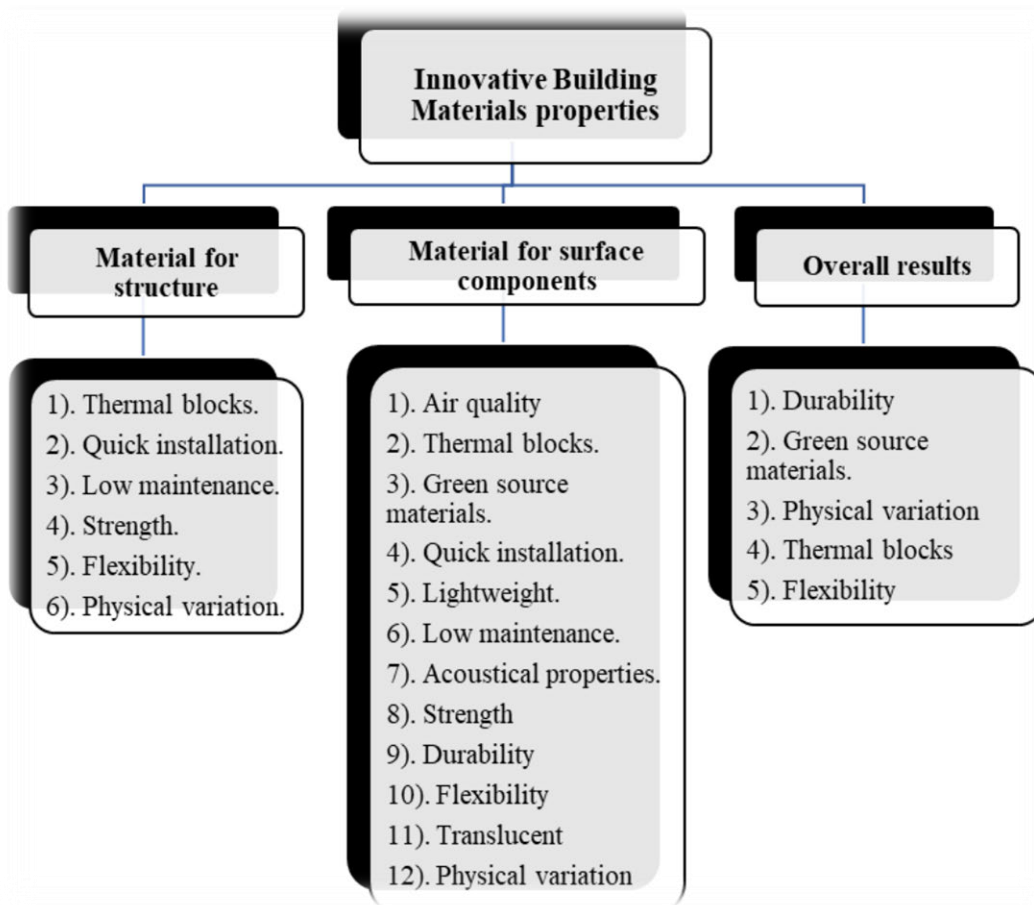 Innovative Building
Materials properties
Material for
structure
Material for surface
components
Overall results
1). Thermal blocks.
2). Quick installation.
3). Low maintenance.
4). Strength.
5). Flexibility.
6). Physical variation.
1). Air quality
2). Thermal blocks.
3). Green source
materials.
4). Quick installation.
5). Lightweight.
6). Low maintenance.
7). Acoustical properties.
8). Strength
9). Durability
10). Flexibility
11). Translucent
12). Physical variation
1). Durability
2). Green source
materials.
3). Physical variation
4). Thermal blocks
5). Flexibility